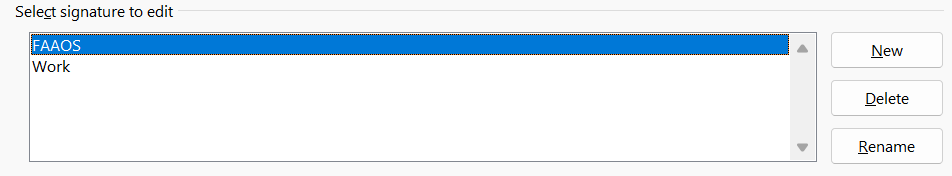 Select signature to edit
FAAOS
Work
New
Delete
Rename